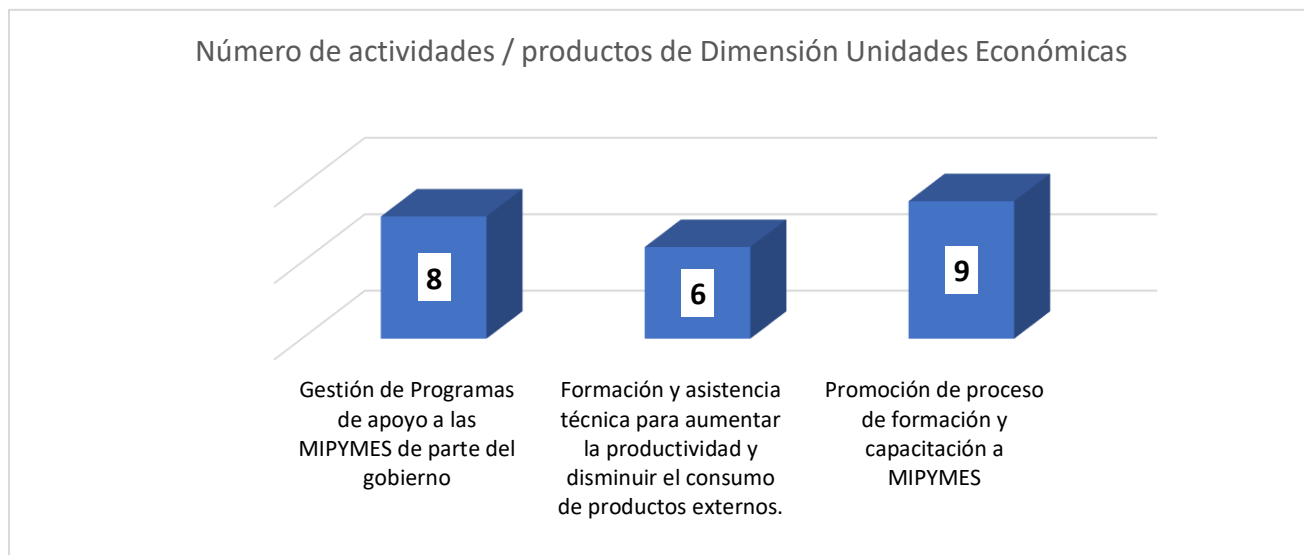 Número de actividades / productos de Dimensión Unidades Económicas
8
6
9
Gestión de Programas
de apoyo a las
MIPYMES de parte del
gobierno
Formación y asistencia
técnica para aumentar
la productividad y
disminuir el consumo
de productos externos.
Promoción de proceso
de formación y
capacitación a
MIPYMES